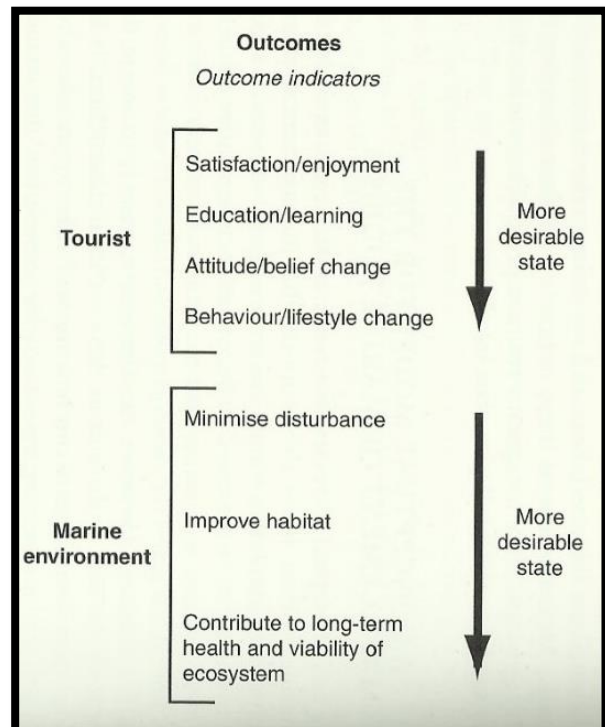 Outcomes
Outcome indicators
Tourist
Satisfaction/enjoyment
Education/learning
Attitude/belief change
Behaviour/lifestyle change
More
desirable
state
Marine
environment
Minimise disturbance
Improve habitat
Contribute to long-term
health and viability of
ecosystem
More
desirable
state